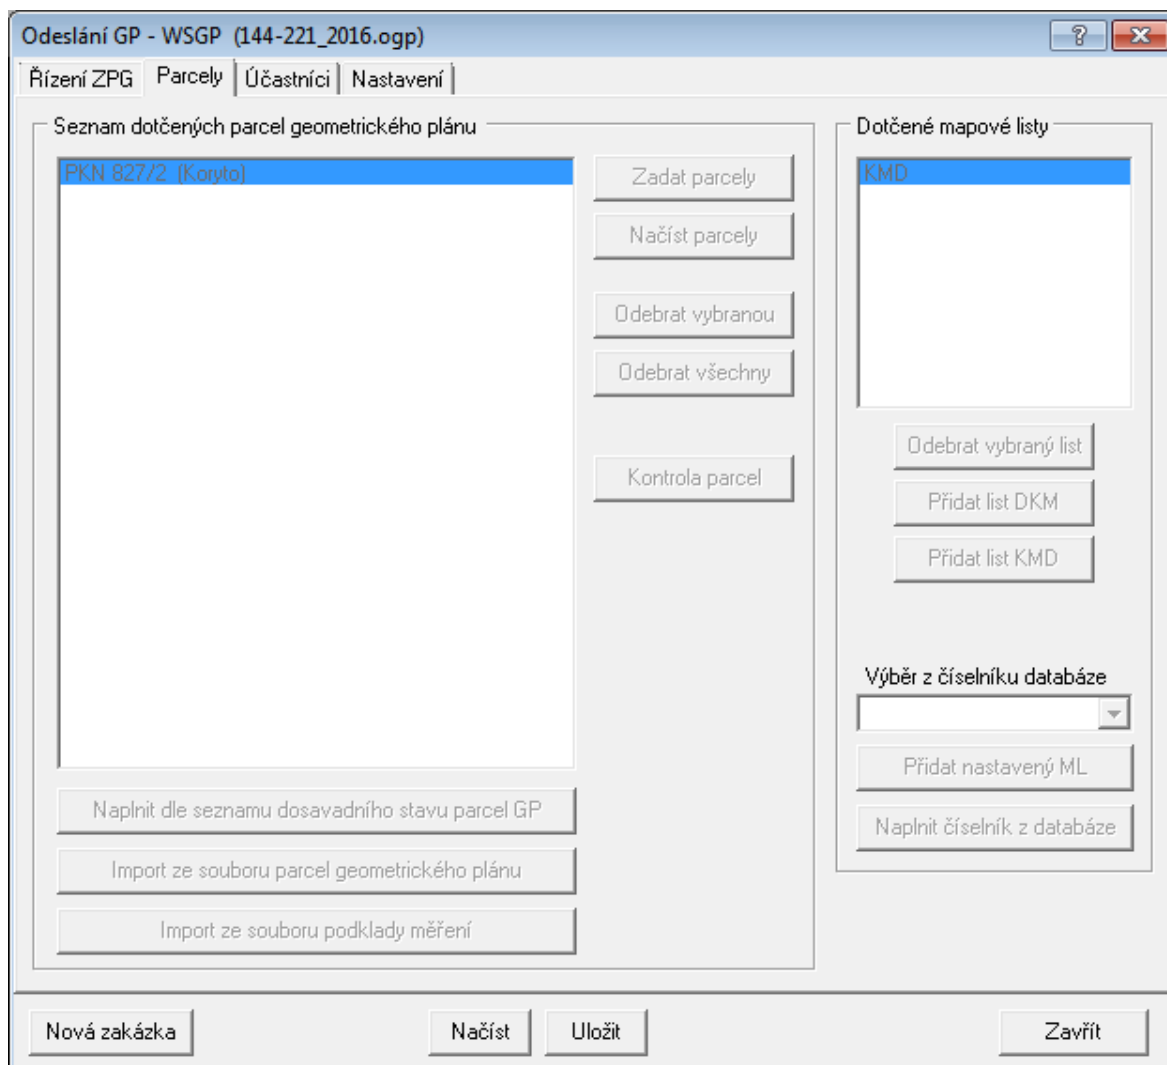 Odeslání GP - WSGP (144-221_2016.ogp)
?
Řízení ZPG
Parcely
Účastníci
Nastavení
Seznam dotčených parcel geometrického plánu
PKN 827/2 (Koryto)
Zadat parcely
Načíst parcely
Odebrat vybranou
Odebrat všechny
Kontrola parcel
Naplnit dle seznamu dosavadního stavu parcel GP
Import ze souboru parcel geometrického plánu
Import ze souboru podklady měření
Dotčené mapové listy
KMD
Odebrat vybraný list
Přidat list DKM
Přidat list KMD
Výběr z číselníku databáze
Přidat nastavený ML
Naplnit číselník z databáze
Nová zakázka
Načíst
Uložit
Zavřít